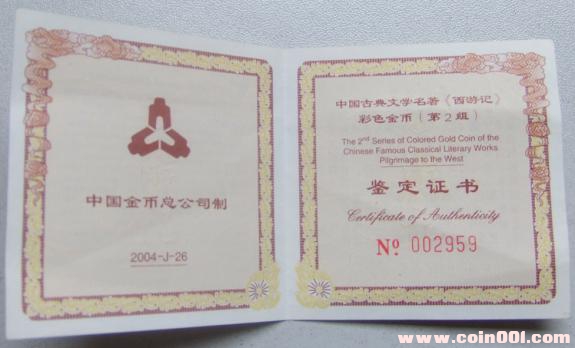 中国金币总公司制
2004-J-26
中国古典文学名著《西游记》
彩色金币(第2组)
The 2nd Series of Colored Gold Coin of the
Chinese Famous Classical Literary Works
Pilgrimage to the West
鉴定证书
Certificate of Authenticity
Nº 002959
www.coin001.com